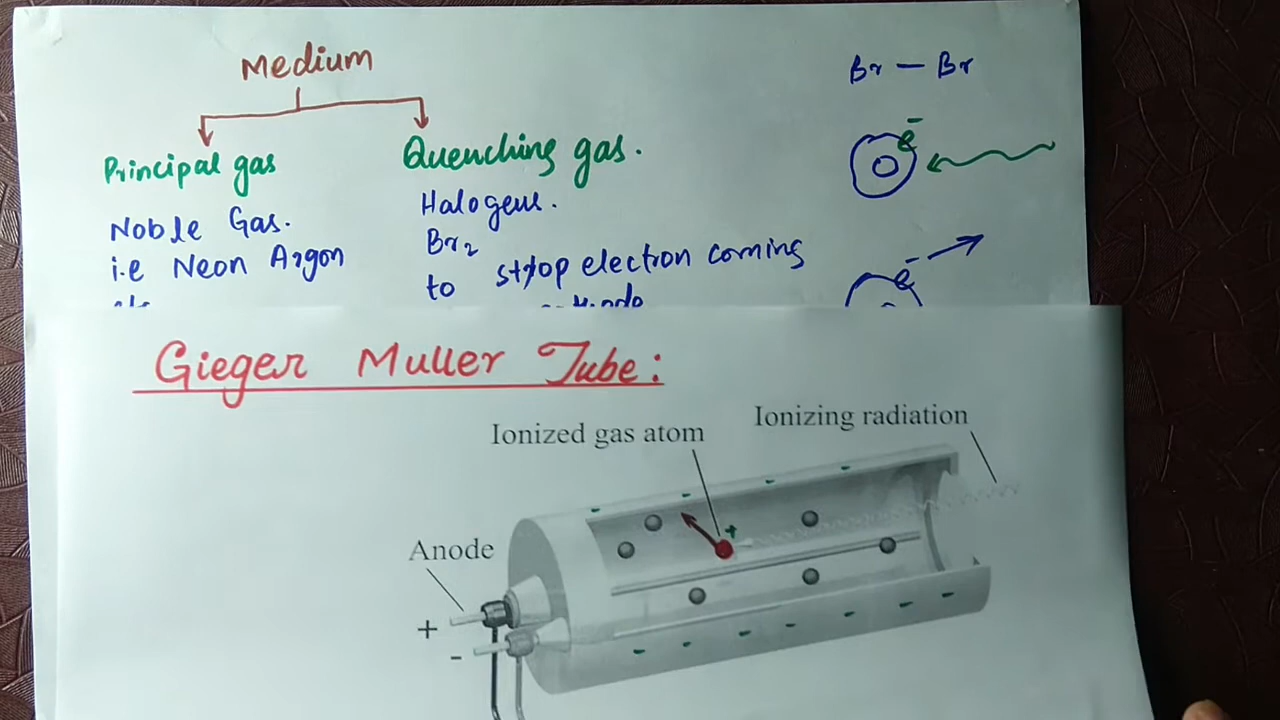 Medium
Br — Br
Principal gas
Quenching gas.
e-
Noble Gas.
Halogens.
i.e Neon Argon
Br2
to stop electron coming
e-
Gieger Muller Tube:
Ionized gas atom
Ionizing radiation
+
Anode
+
-